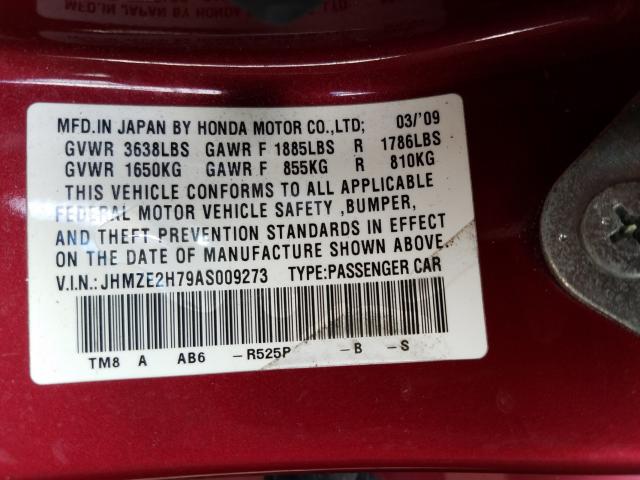 MFD.IN JAPAN BY HONDA MOTOR CO.,LTD; 03/'09
GVWR 3638LBS GAWR F 1885LBS R 1786LBS
GVWR 1650KG GAWR F 855KG R 810KG
THIS VEHICLE CONFORMS TO ALL APPLICABLE
FEDERAL MOTOR VEHICLE SAFETY ,BUMPER,
AND THEFT PREVENTION STANDARDS IN EFFECT
ON THE DATE OF MANUFACTURE SHOWN ABOVE.
V.I.N.:JHMZE2H79AS009273 TYPE:PASSENGER CAR
TM8 A AB6 -R525P -B -S